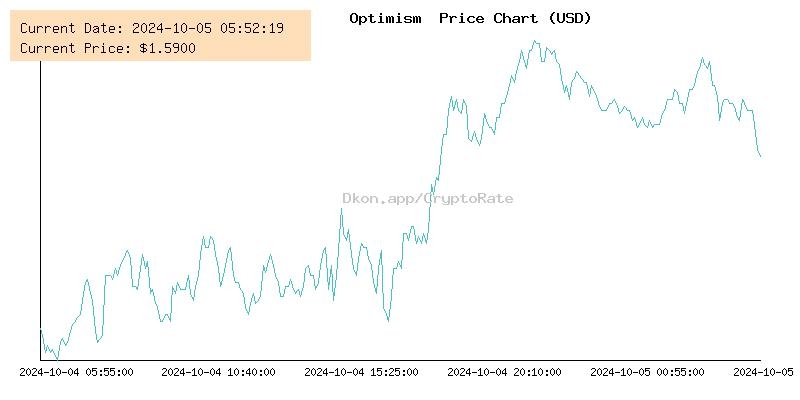 Optimism  Price Chart (USD)
Current Date: 2024-10-05 05:52:19
Current Price: $1.5900
Dkon.app/CryptoRate
2024-10-04 05:55:00 2024-10-04 10:40:00 2024-10-04 15:25:00 2024-10-04 20:10:00 2024-10-05 00:55:00 2024-10-05